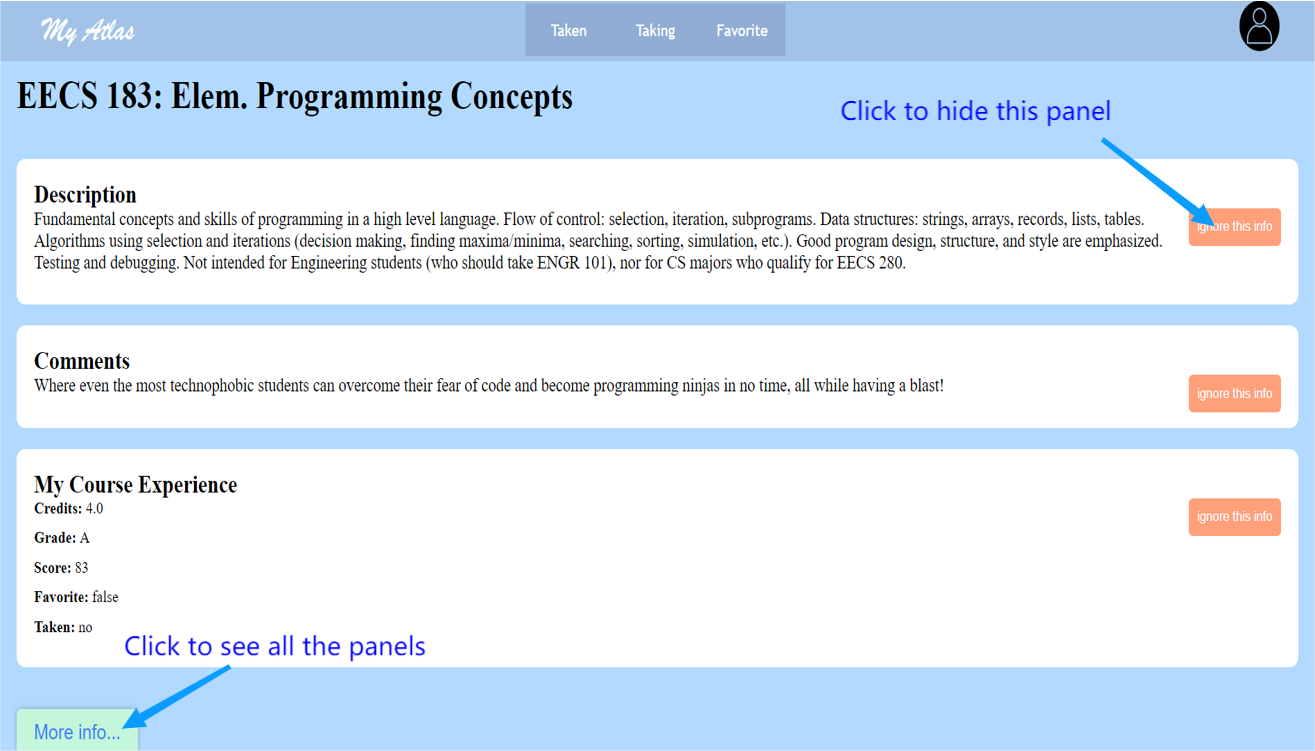 My Atlas
Taken Taking Favorite
EECS 183: Elem. Programming Concepts
Click to hide this panel
Description
Fundamental concepts and skills of programming in a high level language. Flow of control: selection, iteration, subprograms. Data structures: strings, arrays, records, lists, tables.
Algorithms using selection and iterations (decision making, finding maxima/minima, searching, sorting, simulation, etc.). Good program design, structure, and style are emphasized.
Testing and debugging. Not intended for Engineering students (who should take ENGR 101), nor for CS majors who qualify for EECS 280.
ignore this info
Comments
Where even the most technophobic students can overcome their fear of code and become programming ninjas in no time, all while having a blast!
ignore this info
My Course Experience
Credits: 4.0
ignore this info
Grade: A
Score: 83
Favorite: false
Taken: no
Click to see all the panels
More info...